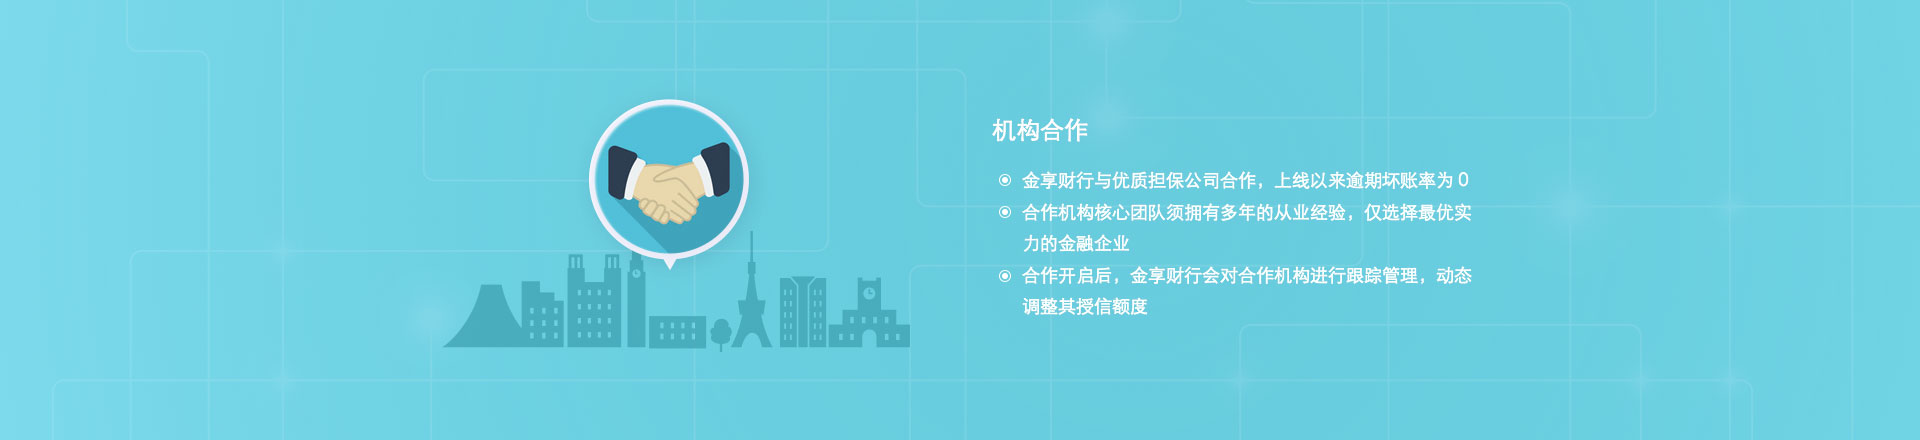 机构合作
金享财行与优质担保公司合作，上线以来逾期坏账率为 0
合作机构核心团队须拥有多年的从业经验，仅选择最优实
力的金融企业
合作开启后，金享财行会对合作机构进行跟踪管理，动态
调整其授信额度